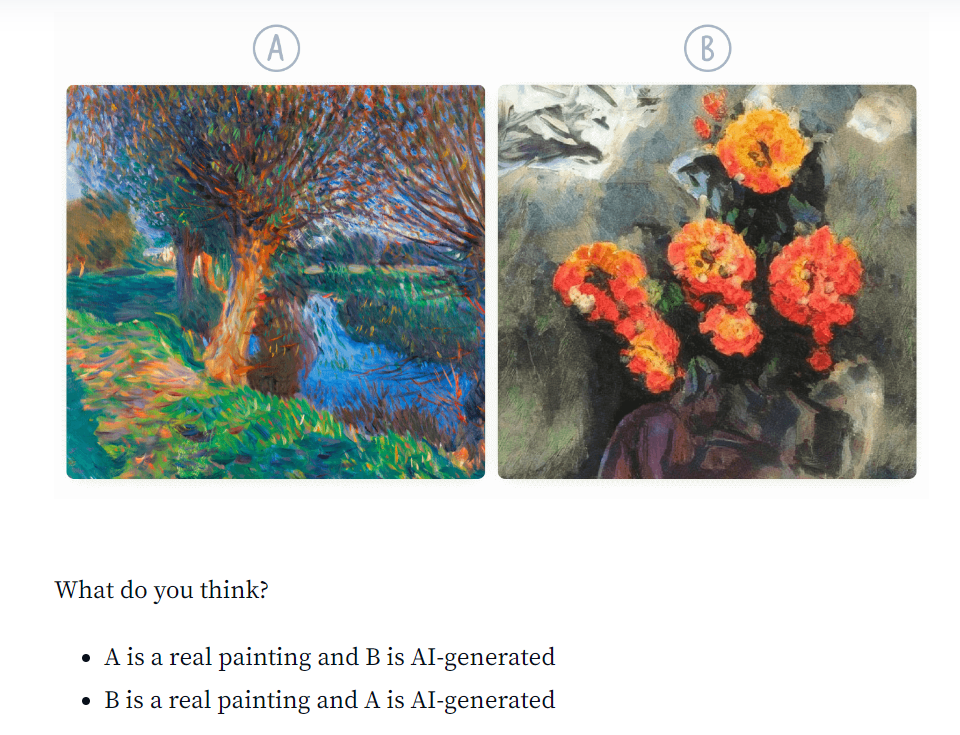 A
B
What do you think?
A is a real painting and B is AI-generated
B is a real painting and A is AI-generated